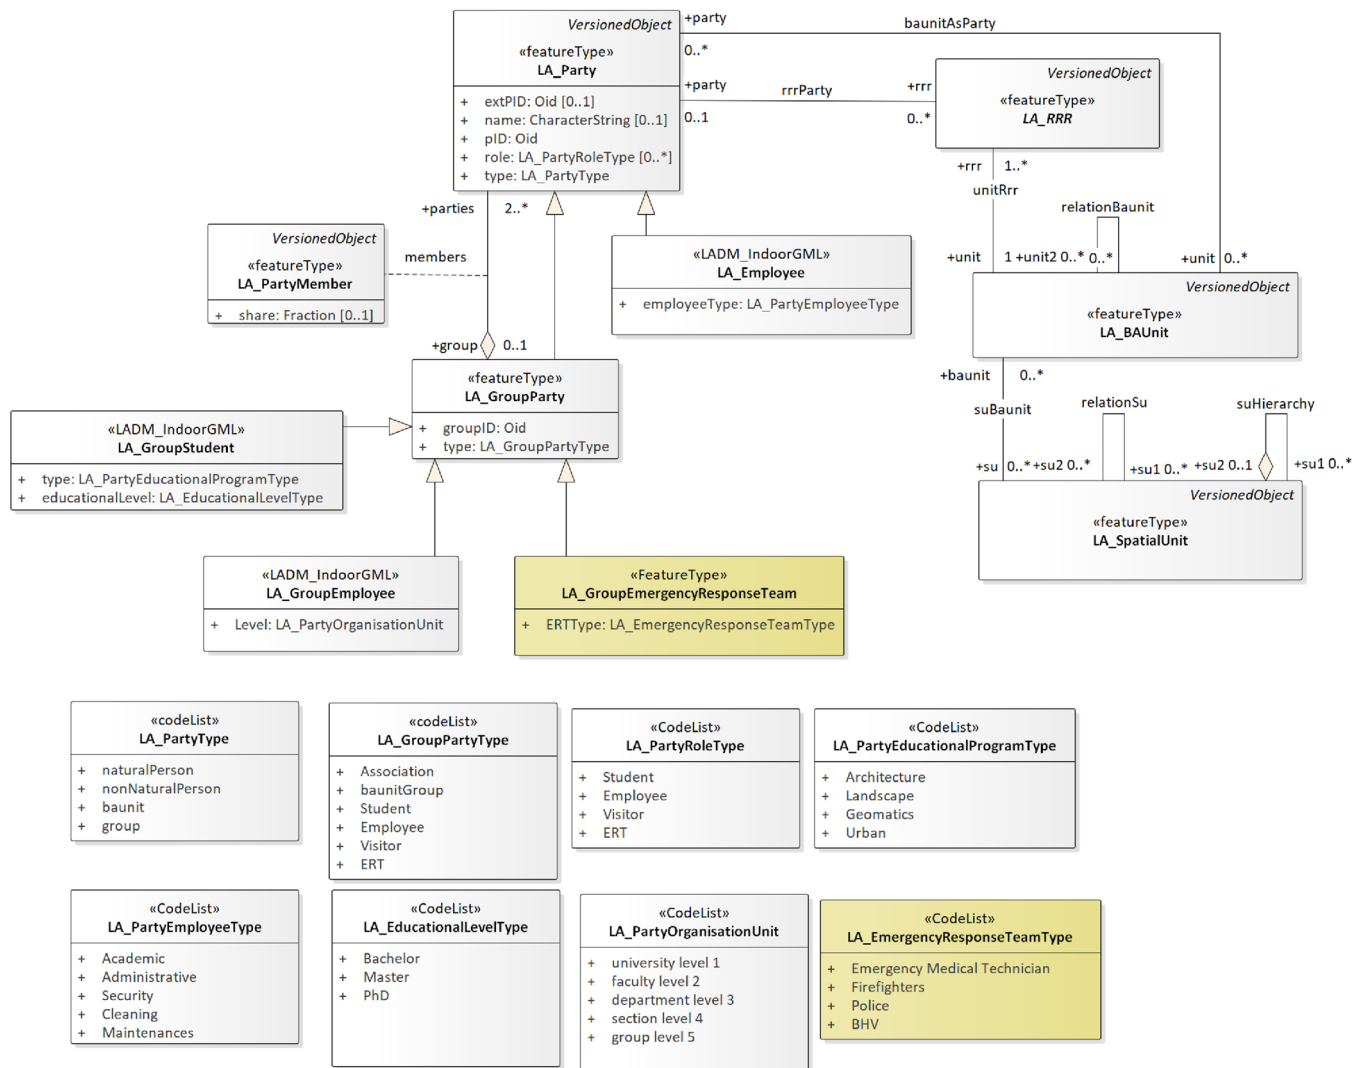 VersionedObject
«featureType»
LA_Party
+ extPID: Oid [0..1]
+ name: CharacterString [0..1]
+ pID: Oid
+ role: LA_PartyRoleType [0..*]
+ type: LA_PartyType
+party
0..*
baunitAsParty
+party
0..1
rrrParty
+rrr
0..*
VersionedObject
«featureType»
LA_RRR
+rrr 1..*
unitRrr
relationBaunit
+unit 1
+unit2 0..*
0..*
+unit 0..*
+parties 2..*
members
VersionedObject
«featureType»
LA_PartyMember
+ share: Fraction [0..1]
«LADM_IndoorGML»
LA_Employee
+ employeeType: LA_PartyEmployeeType
VersionedObject
«featureType»
LA_BAUnit
+group 0..1
«featureType»
LA_GroupParty
+ groupID: Oid
+ type: LA_GroupPartyType
+baunit 0..*
suBaunit
relationSu
suHierarchy
+su 0..*
+su2 0..*
+su1 0..*
+su2 0..1
+su1 0..*
«LADM_IndoorGML»
LA_GroupStudent
+ type: LA_PartyEducationalProgramType
+ educationalLevel: LA_EducationalLevelType
VersionedObject
«featureType»
LA_SpatialUnit
«LADM_IndoorGML»
LA_GroupEmployee
+ Level: LA_PartyOrganisationUnit
«FeatureType»
LA_GroupEmergencyResponseTeam
+ ERTType: LA_EmergencyResponseTeamType
«codeList»
LA_PartyType
+ naturalPerson
+ nonNaturalPerson
+ baunit
+ group
«codeList»
LA_GroupPartyType
+ Association
+ baunitGroup
+ Student
+ Employee
+ Visitor
+ ERT
«CodeList»
LA_PartyRoleType
+ Student
+ Employee
+ Visitor
+ ERT
«CodeList»
LA_PartyEducationalProgramType
+ Architecture
+ Landscape
+ Geomatics
+ Urban
«CodeList»
LA_PartyEmployeeType
+ Academic
+ Administrative
+ Security
+ Cleaning
+ Maintenances
«CodeList»
LA_EducationalLevelType
+ Bachelor
+ Master
+ PhD
«CodeList»
LA_PartyOrganisationUnit
+ university level 1
+ faculty level 2
+ department level 3
+ section level 4
+ group level 5
«CodeList»
LA_EmergencyResponseTeamType
+ Emergency Medical Technician
+ Firefighters
+ Police
+ BHV